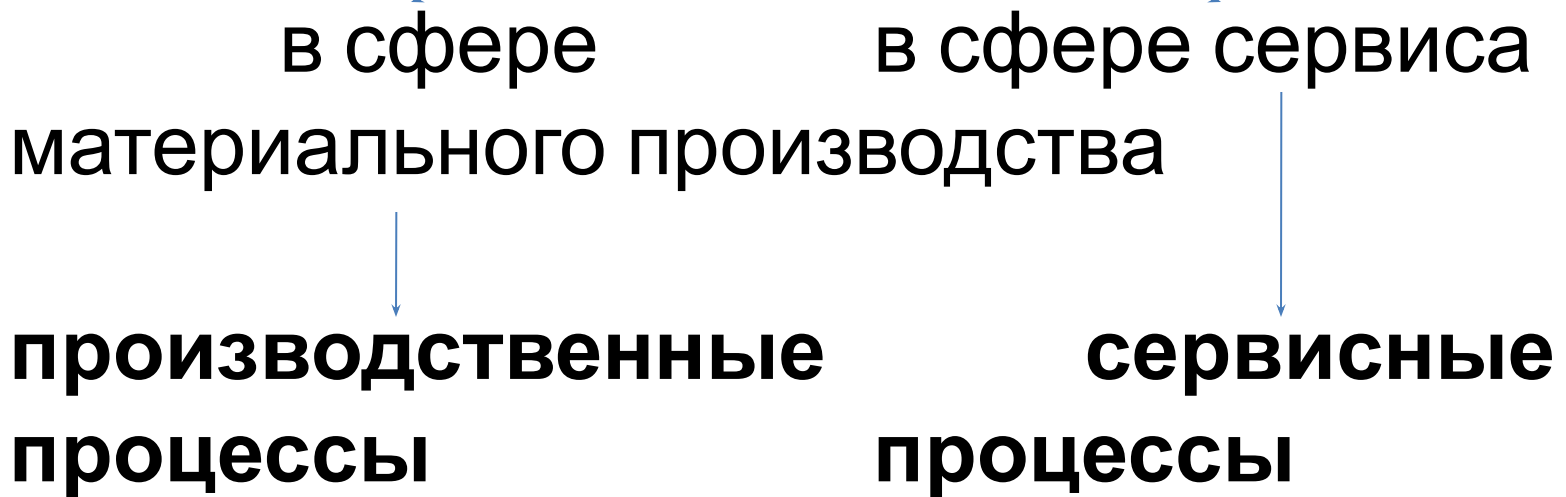 в сфере в сфере сервиса
материального производства
производственные сервисные
процессы процессы